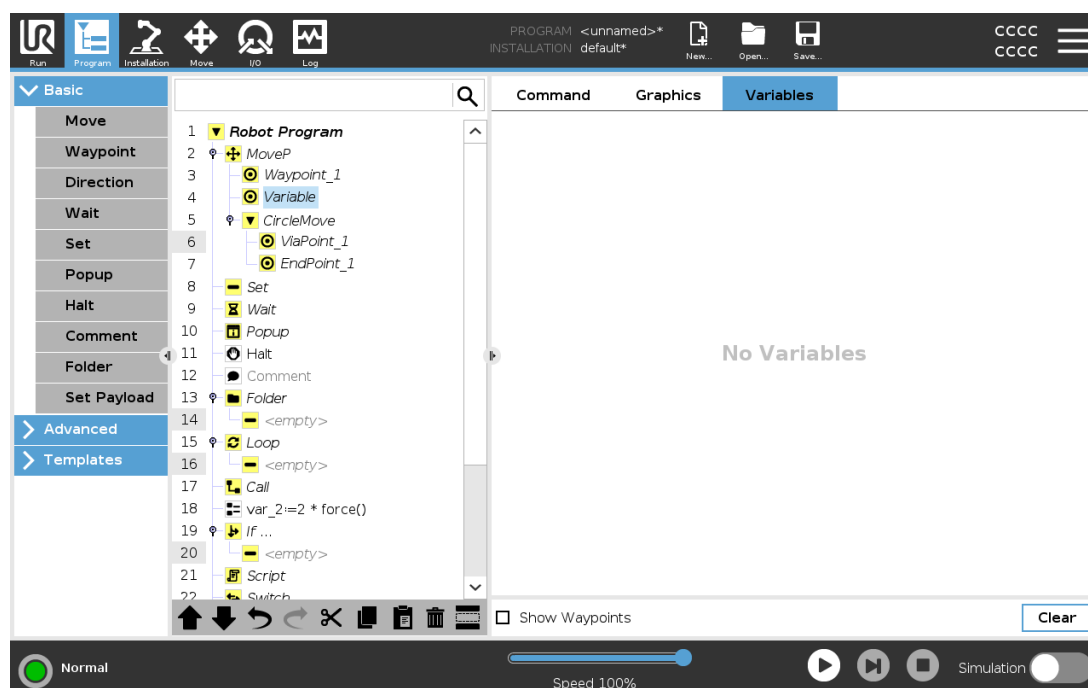 PROGRAM <unnamed>*
INSTALLATION default*
CCCC
CCCC
UR
Run
Program
Installation
Move
I/O
Log
New...
Open...
Save...
Basic
Move
Waypoint
Direction
Wait
Set
Popup
Halt
Comment
Folder
Set Payload
Advanced
Templates
1 Robot Program
2 MoveP
3 Waypoint_1
4 Variable
5 CircleMove
6 ViaPoint_1
7 EndPoint_1
8 Set
9 Wait
10 Popup
11 Halt
12 Comment
13 Folder
14 <empty>
15 Loop
16 <empty>
17 Call
18 var_2:=2 * force()
19 If ...
20 <empty>
21 Script
22 Switch
Command
Graphics
Variables
No Variables
Show Waypoints
Clear
Normal
Speed 100%
Simulation